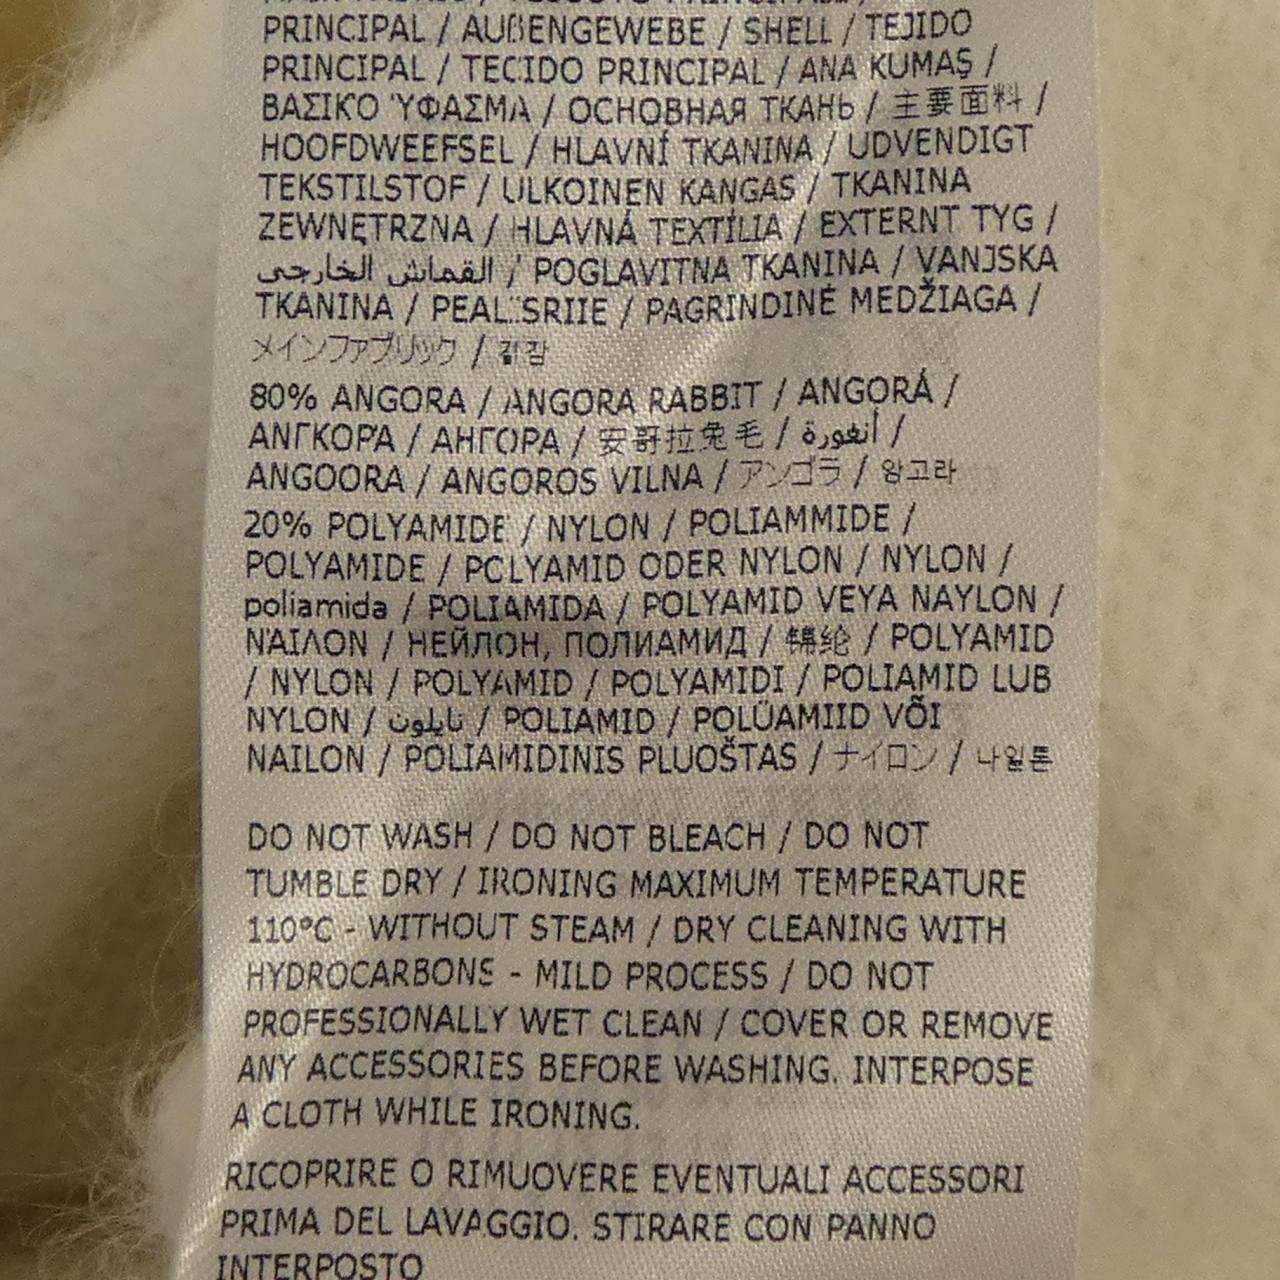 PRINCIPAL / AUßENGEWEBE / SHELL / TEJIDO
PRINCIPAL / TECIDO PRINCIPAL / ANA KUMAŞ /
ΒΑΣΙΚΌ ΎΦΑΣΜΑ / ОСНОВНАЯ ТКАНЬ / 主要面料 /
HOOFDWEEFSEL / HLAVNÍ TKANINA / UDVENDIGT
TEKSTILSTOF / ULKOINEN KANGAS / TKANINA
ZEWNĘTRZNA / HLAVNÁ TEXTÍLIA / EXTERNT TYG /
القماش الخارجي / POGLAVITNA TKANINA / VANJSKA
TKANINA / PEALISRIIE / PAGRINDINĖ MEDŽIAGA /
メインファブリック / 겉감
80% ANGORA / ANGORA RABBIT / ANGORÁ /
ΑΝΓΚΟΡΆ / АНГОРА / 安哥拉兔毛 / أنغورة /
ANGOORA / ANGOROS VILNA / アンゴラ / 앙고라
20% POLYAMIDE / NYLON / POLIAMMIDE /
POLYAMIDE / POLYAMID ODER NYLON / NYLON /
poliamida / POLIAMIDA / POLYAMID VEYA NAYLON /
ΝΆΙΛΟΝ / НЕЙЛОН, ПОЛИАМИД / 锦纶 / POLYAMID
/ NYLON / POLYAMID / POLYAMIDI / POLIAMID LUB
NYLON / نايلون / POLIAMID / POLÜAMIID VÕI
NAILON / POLIAMIDINIS PLUOŠTAS / ナイロン / 나일론
DO NOT WASH / DO NOT BLEACH / DO NOT
TUMBLE DRY / IRONING MAXIMUM TEMPERATURE
110°C - WITHOUT STEAM / DRY CLEANING WITH
HYDROCARBONS - MILD PROCESS / DO NOT
PROFESSIONALLY WET CLEAN / COVER OR REMOVE
ANY ACCESSORIES BEFORE WASHING. INTERPOSE
A CLOTH WHILE IRONING.
RICOPRIRE O RIMUOVERE EVENTUALI ACCESSORI
PRIMA DEL LAVAGGIO. STIRARE CON PANNO
INTERPOSTO